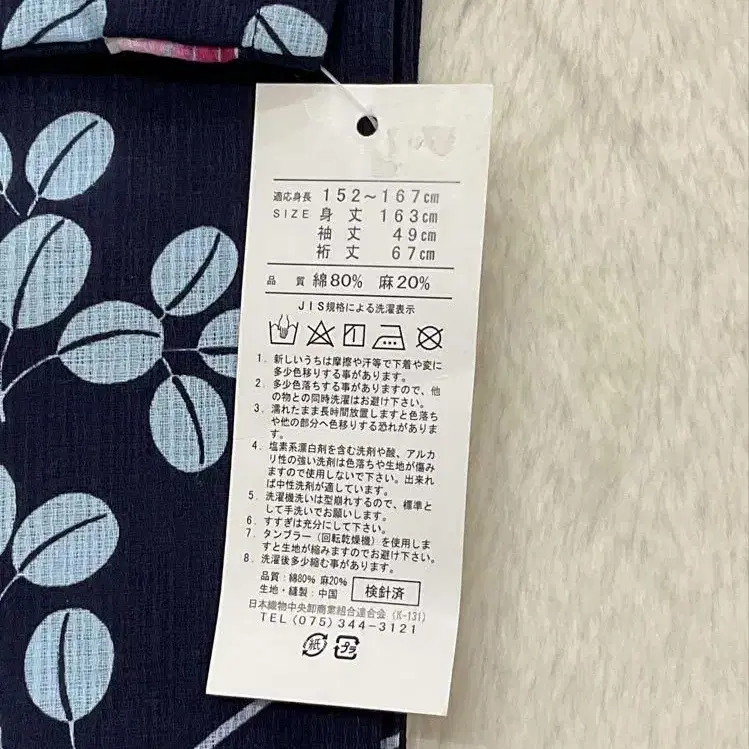 適応身長 152～167cm
SIZE 身丈 163cm
袖丈 49cm
裄丈 67cm
品質 綿80% 麻20%
JIS規格による洗濯表示
1. 新しいうちは摩擦や汗等で下着や変に
多少色移りする事があります。
2. 多少色落ちする事がありますので、他
の物との同時洗濯はお避け下さい。
3. 濡れたまま長時間放置しますと色落ち
や他の部分へ色移りする恐れがありま
す。
4. 塩素系漂白剤を含む洗剤や酸、アルカ
リ性の強い洗剤は色落ちや生地が傷み
ますので使用しないで下さい。出来れ
ば中性洗剤が適しています。
5. 洗濯機洗いは型崩れするので、標準と
して手洗いでお願いします。
6. すすぎは充分にして下さい。
7. タンブラー（回転乾燥機）を使用しま
すと生地が縮みますのでお避け下さい。
8. 洗濯後多少縮む事があります。
品質：綿80% 麻20%
生地・縫製：中国
検針済
日本織物中央卸商業組合連合会（K-131）
TEL（075）344-3121
紙 プラ